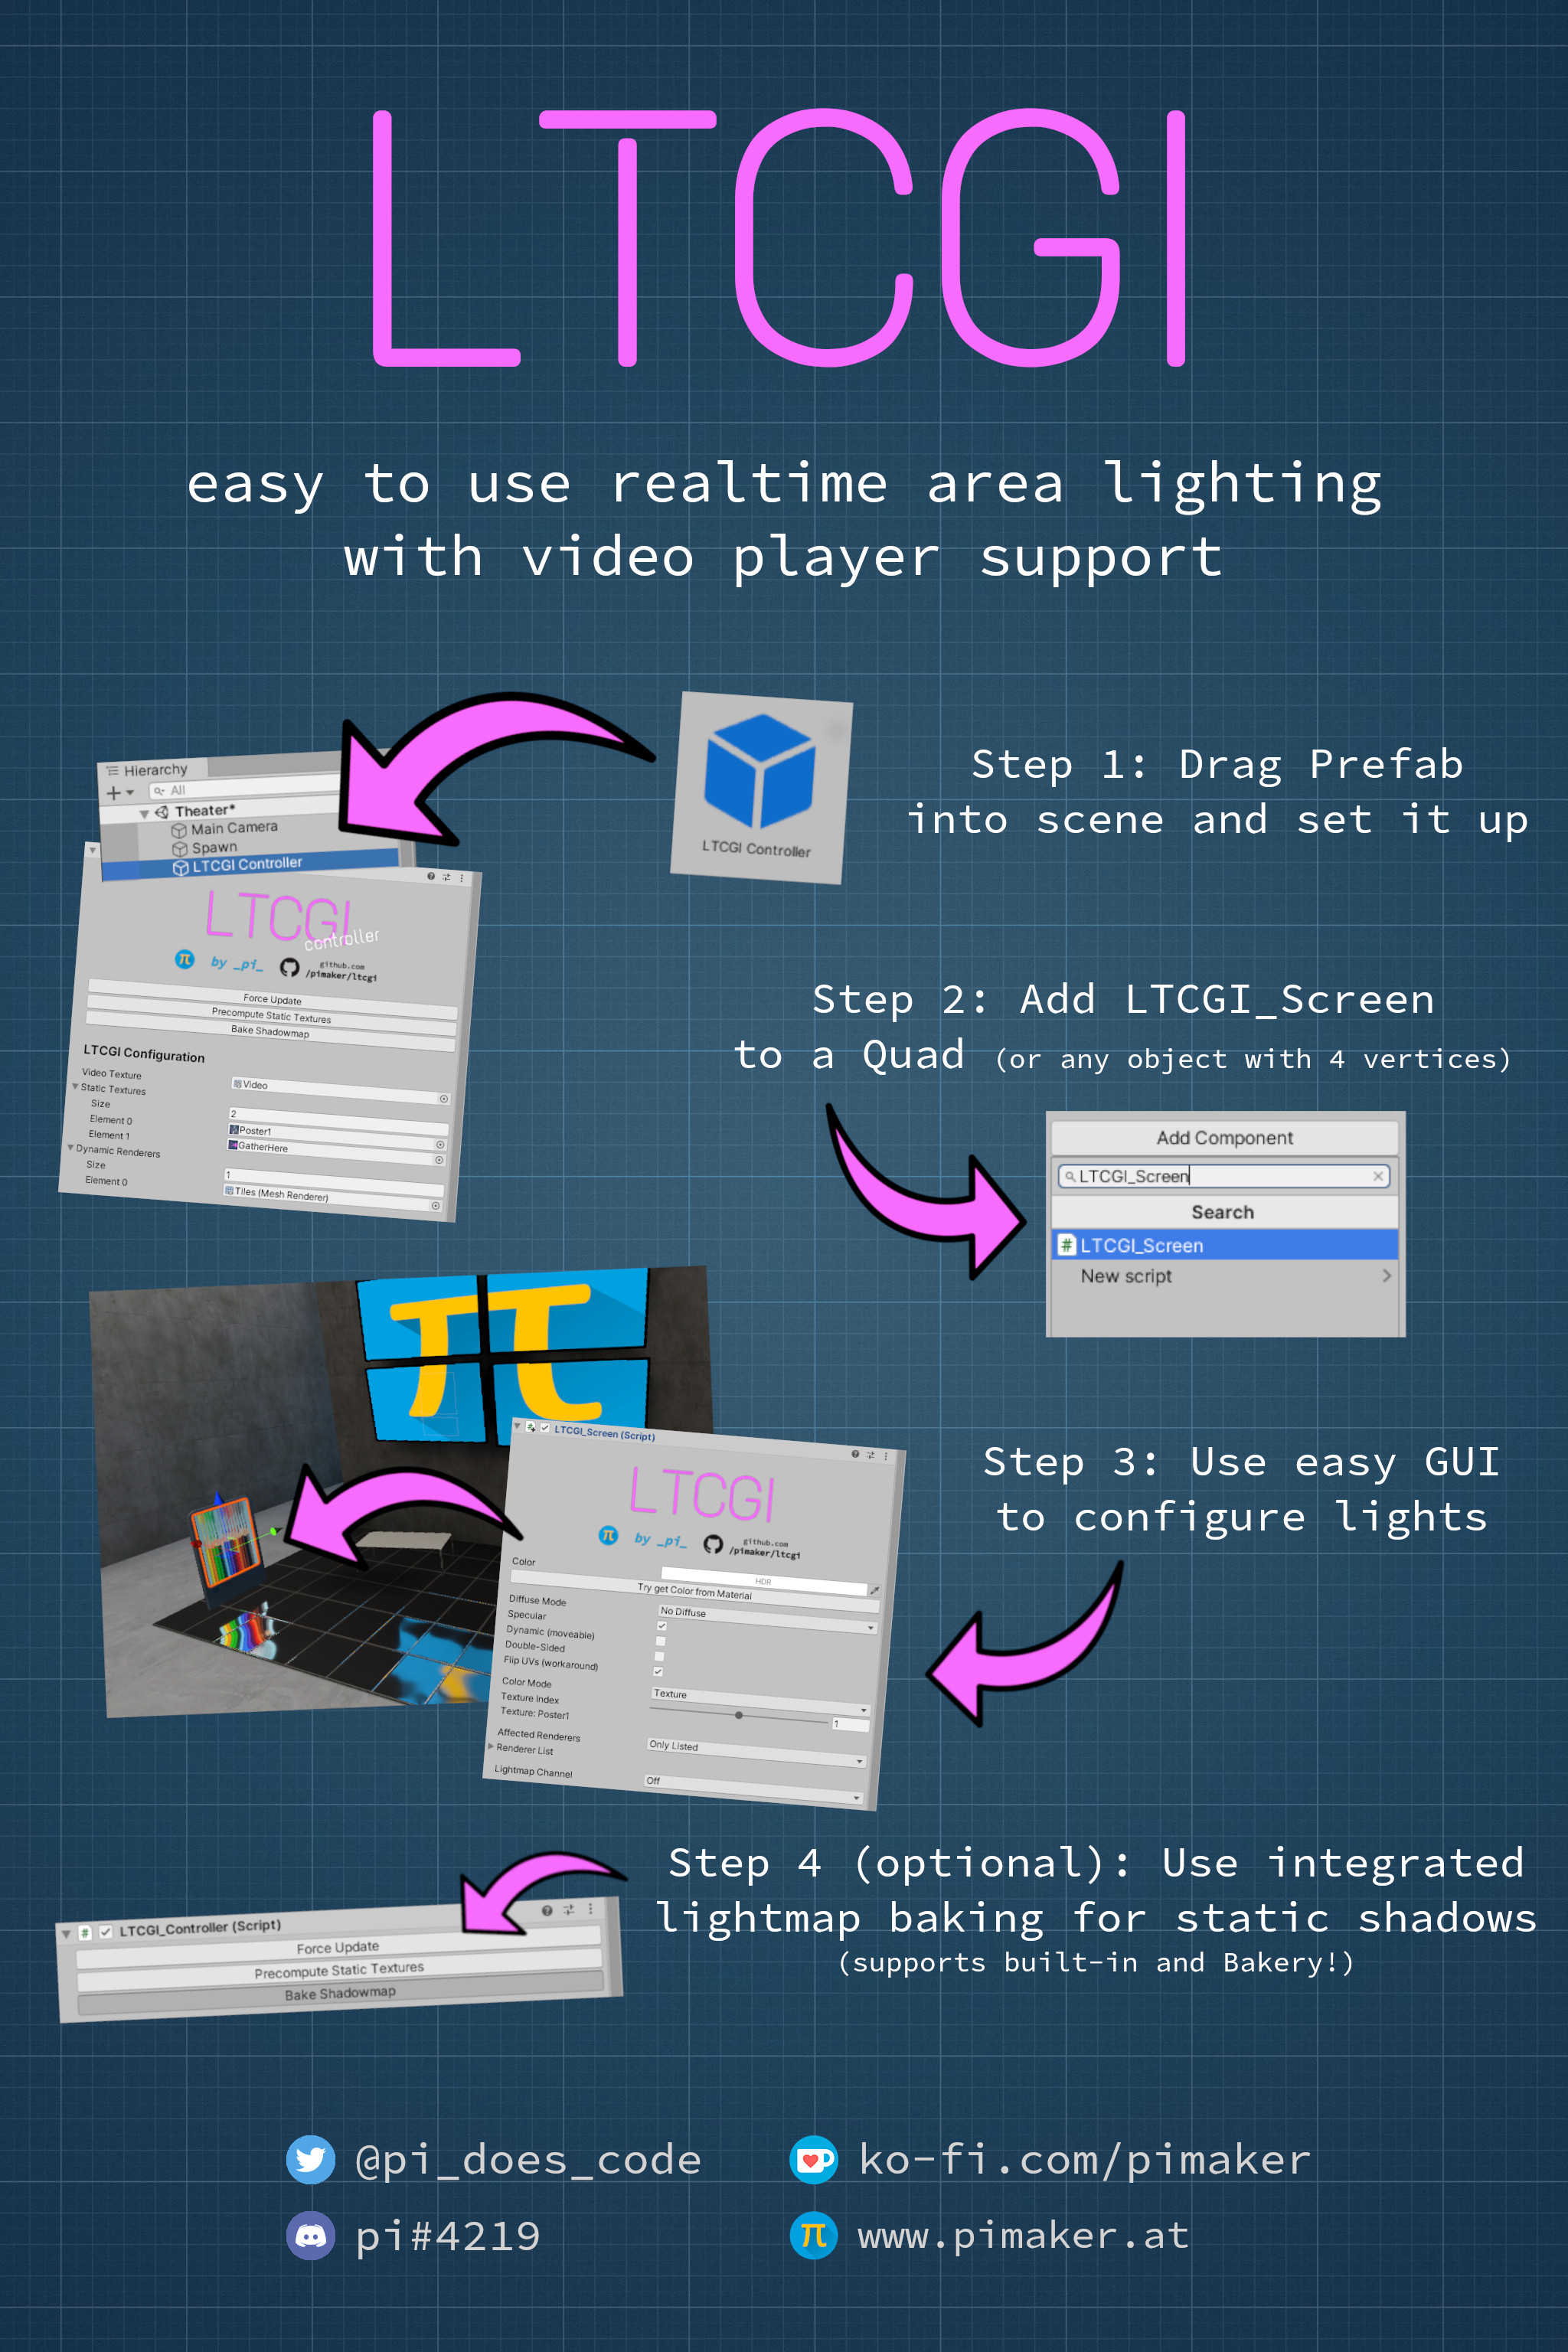 LTCGI
easy to use realtime area lighting
with video player support
Hierarchy
All
Theater*
Main Camera
Spawn
LTCGI Controller
LTCGI Controller
Step 1: Drag Prefab
into scene and set it up
LTCGI
controller
π by _pi_ github.com
/pimaker/ltcgi
Force Update
Precompute Static Textures
Bake Shadowmap
LTCGI Configuration
Video Texture Video
Static Textures
Size 2
Element 0 Poster1
Element 1 GatherHere
Dynamic Renderers
Size 1
Element 0 Tiles (Mesh Renderer)
Step 2: Add LTCGI_Screen
to a Quad (or any object with 4 vertices)
Add Component
LTCGI_Screen
Search
# LTCGI_Screen
New script
π
Step 3: Use easy GUI
to configure lights
LTCGI_Screen (Script)
LTCGI
π by _pi_ github.com
/pimaker/ltcgi
Color HDR
Try get Color from Material
Diffuse Mode No Diffuse
Specular
Dynamic (moveable)
Double-Sided
Flip UVs (workaround)
Color Mode Texture
Texture Index 1
Texture: Poster1
Affected Renderers Only Listed
Renderer List
Lightmap Channel Off
Step 4 (optional): Use integrated
lightmap baking for static shadows
(supports built-in and Bakery!)
# LTCGI_Controller (Script)
Force Update
Precompute Static Textures
Bake Shadowmap
@pi_does_code
ko-fi.com/pimaker
pi#4219
π www.pimaker.at